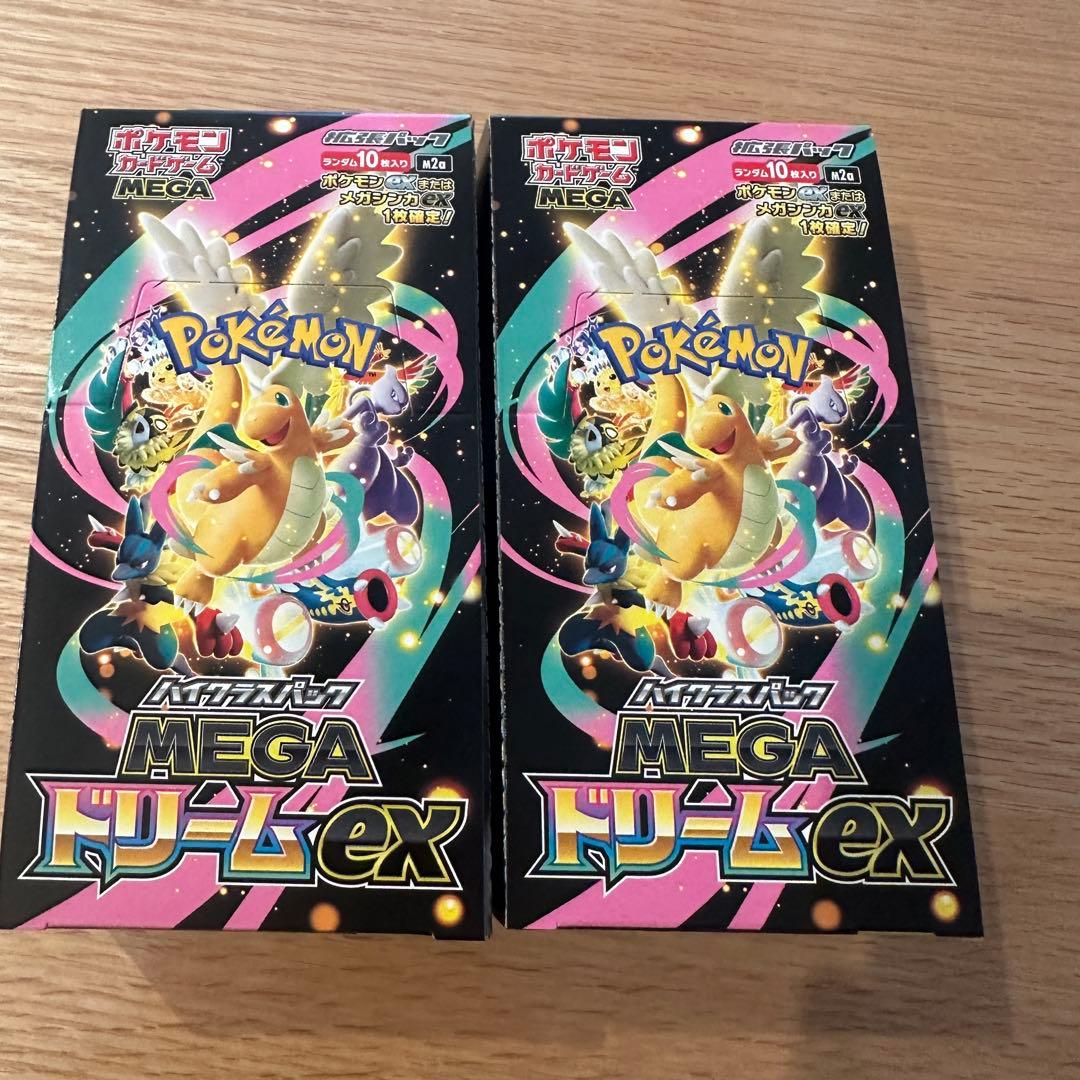 ポケモン
カードゲーム
MEGA
拡張パック
ランダム10枚入り M2a
ポケモンexまたは
メガシンカex
1枚確定!
POKéMON
TM
ハイクラスパック
MEGA
ドリームex
ポケモン
カードゲーム
MEGA
拡張パック
ランダム10枚入り M2a
ポケモンexまたは
メガシンカex
1枚確定!
POKéMON
TM
ハイクラスパック
MEGA
ドリームex